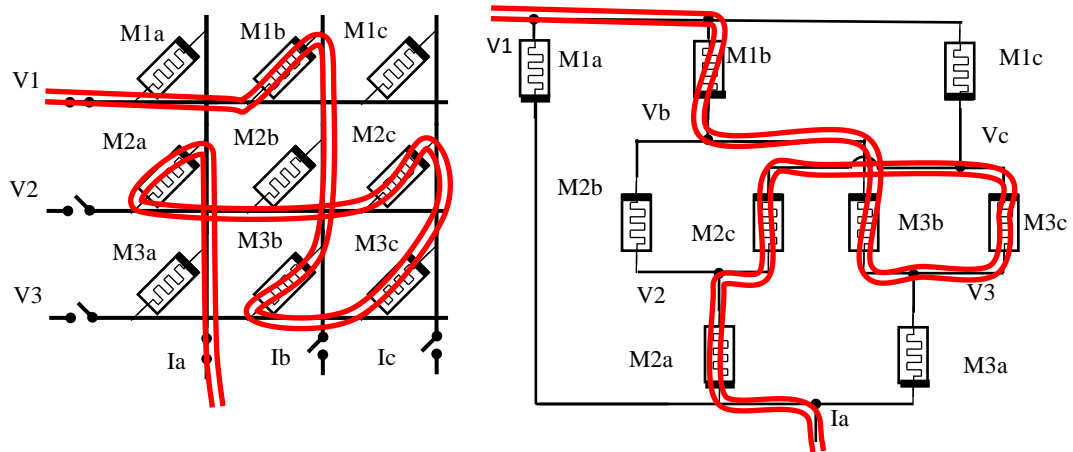 M1a M1b M1c
V1
M2a M2b M2c
V2
M3a M3b M3c
V3
Ia Ib Ic
V1 M1a M1b M1c
Vb Vc
M2b M2c M3b M3c
V2 V3
M2a M3a
Ia